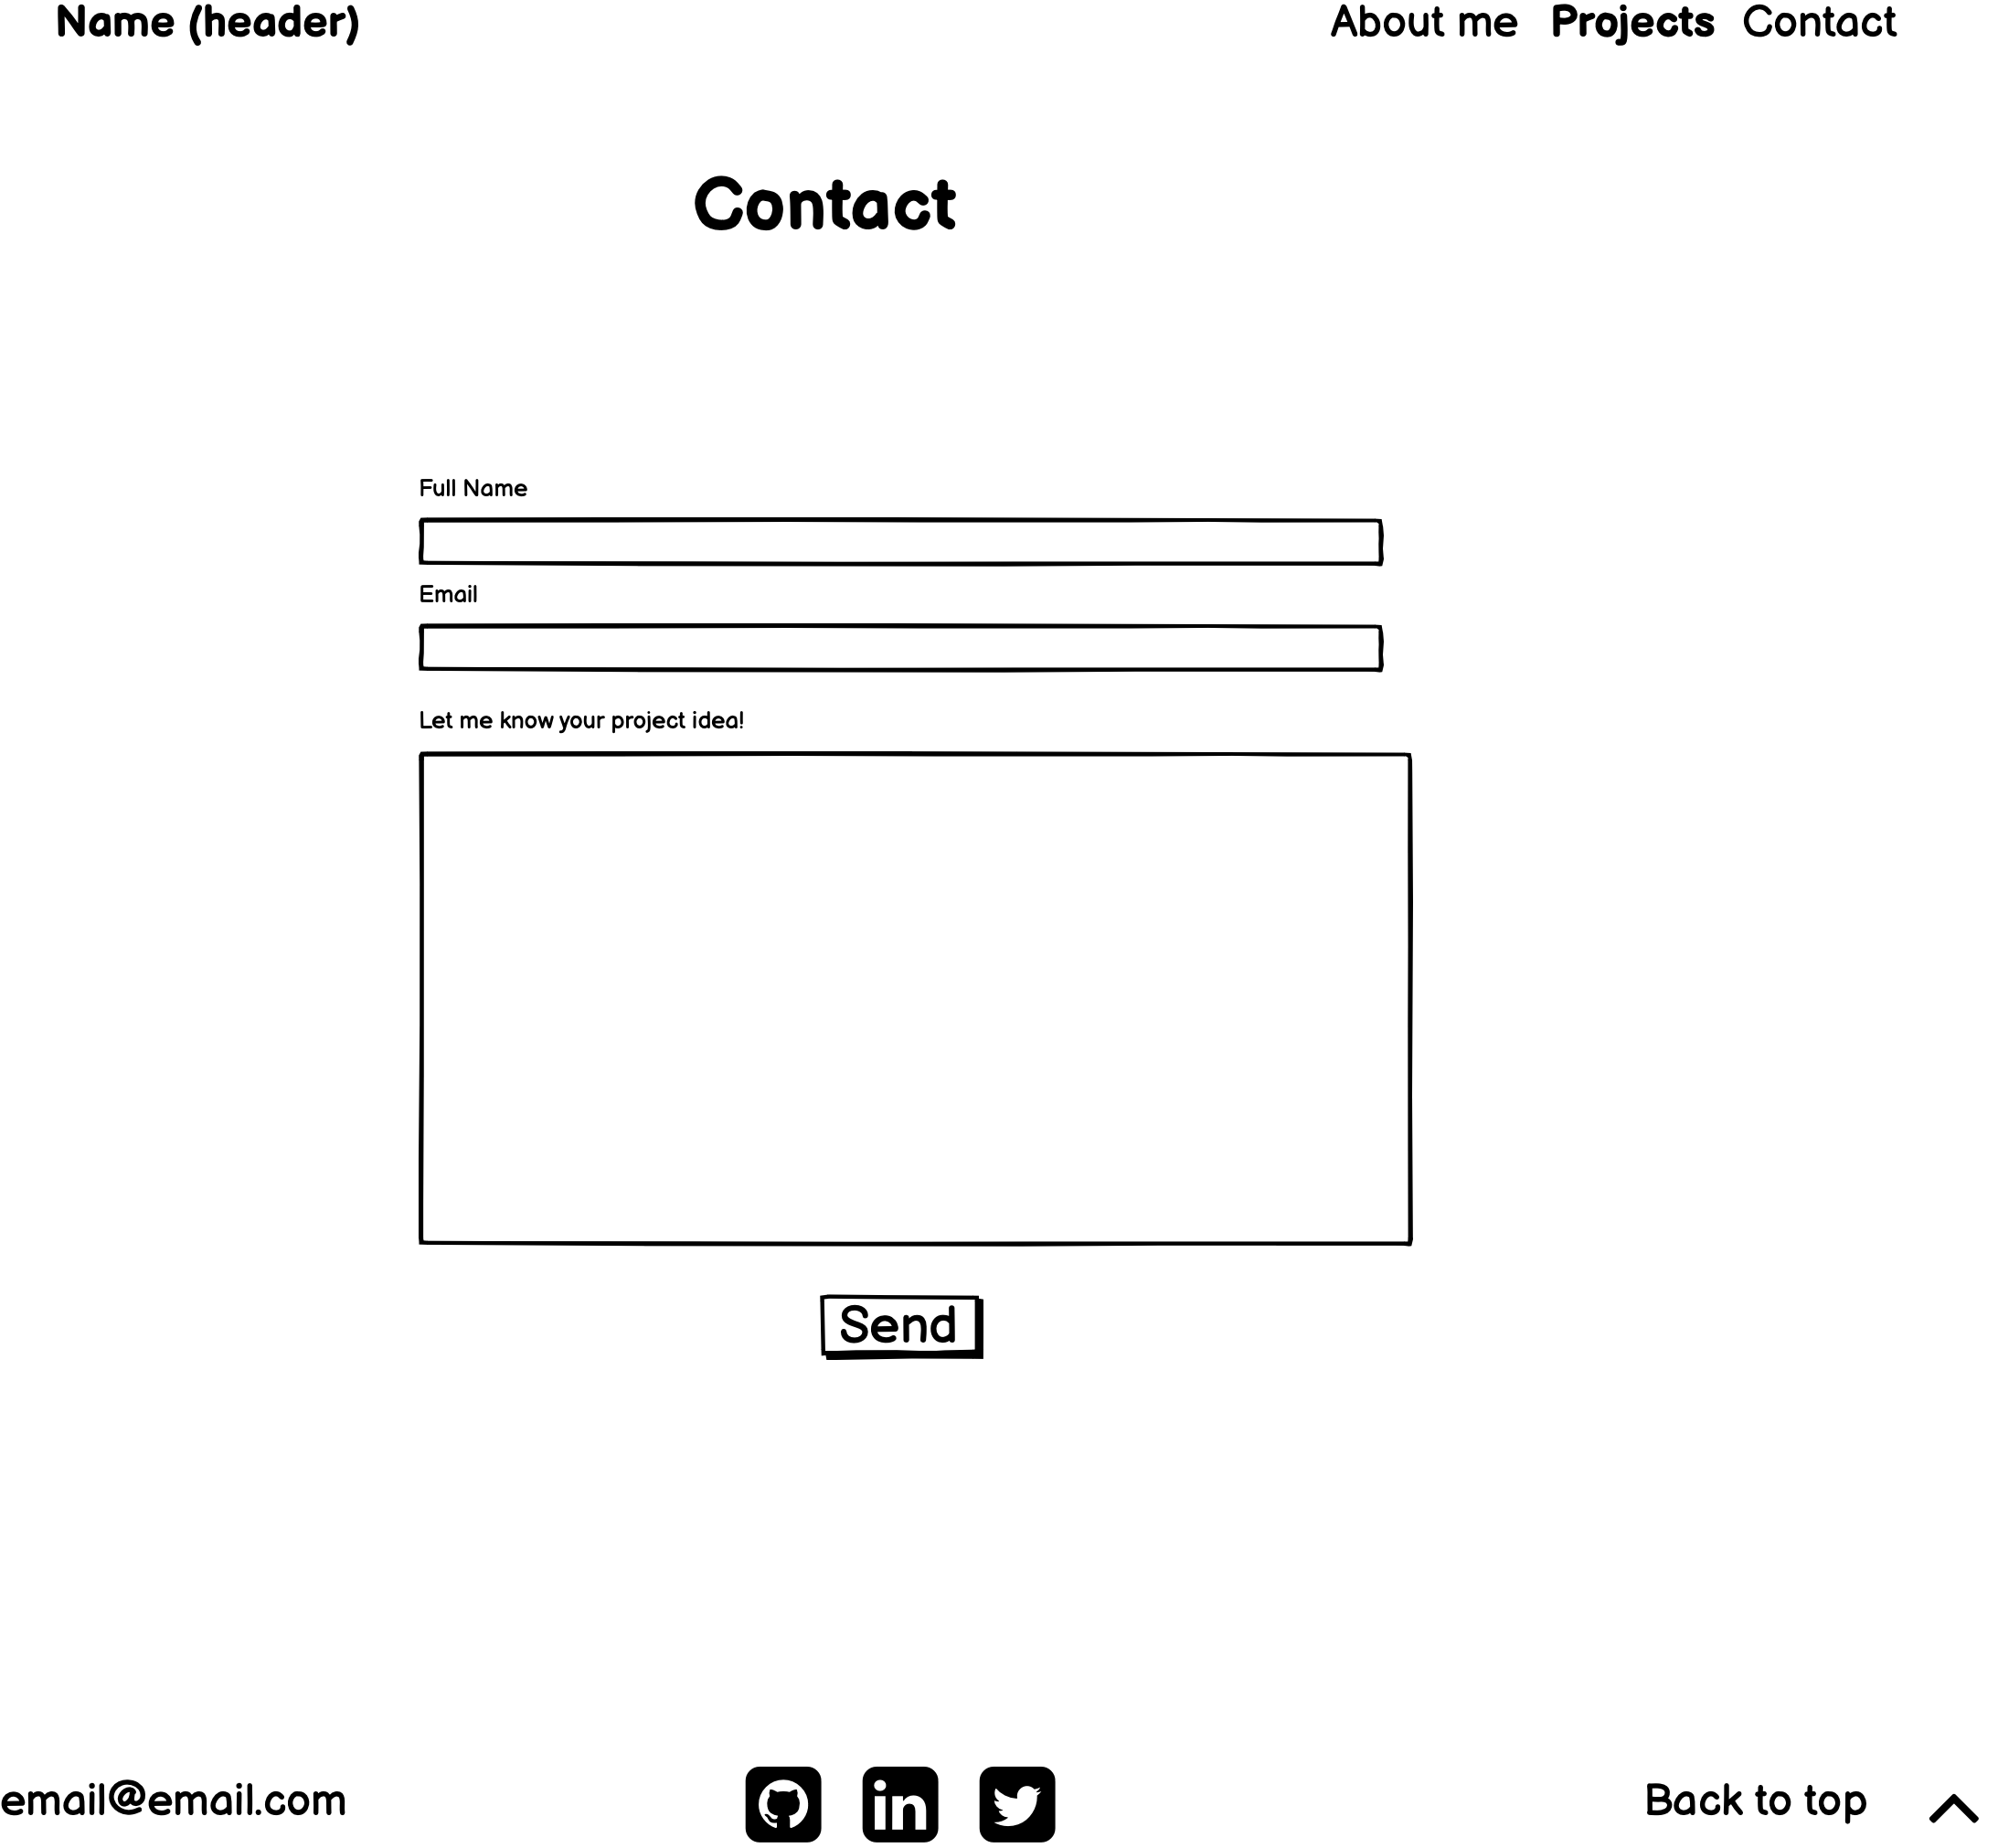 Name (header) About me Projects Contact
Contact
Full Name
Email
Let me know your project idea!
Send
email@email.com in Back to top